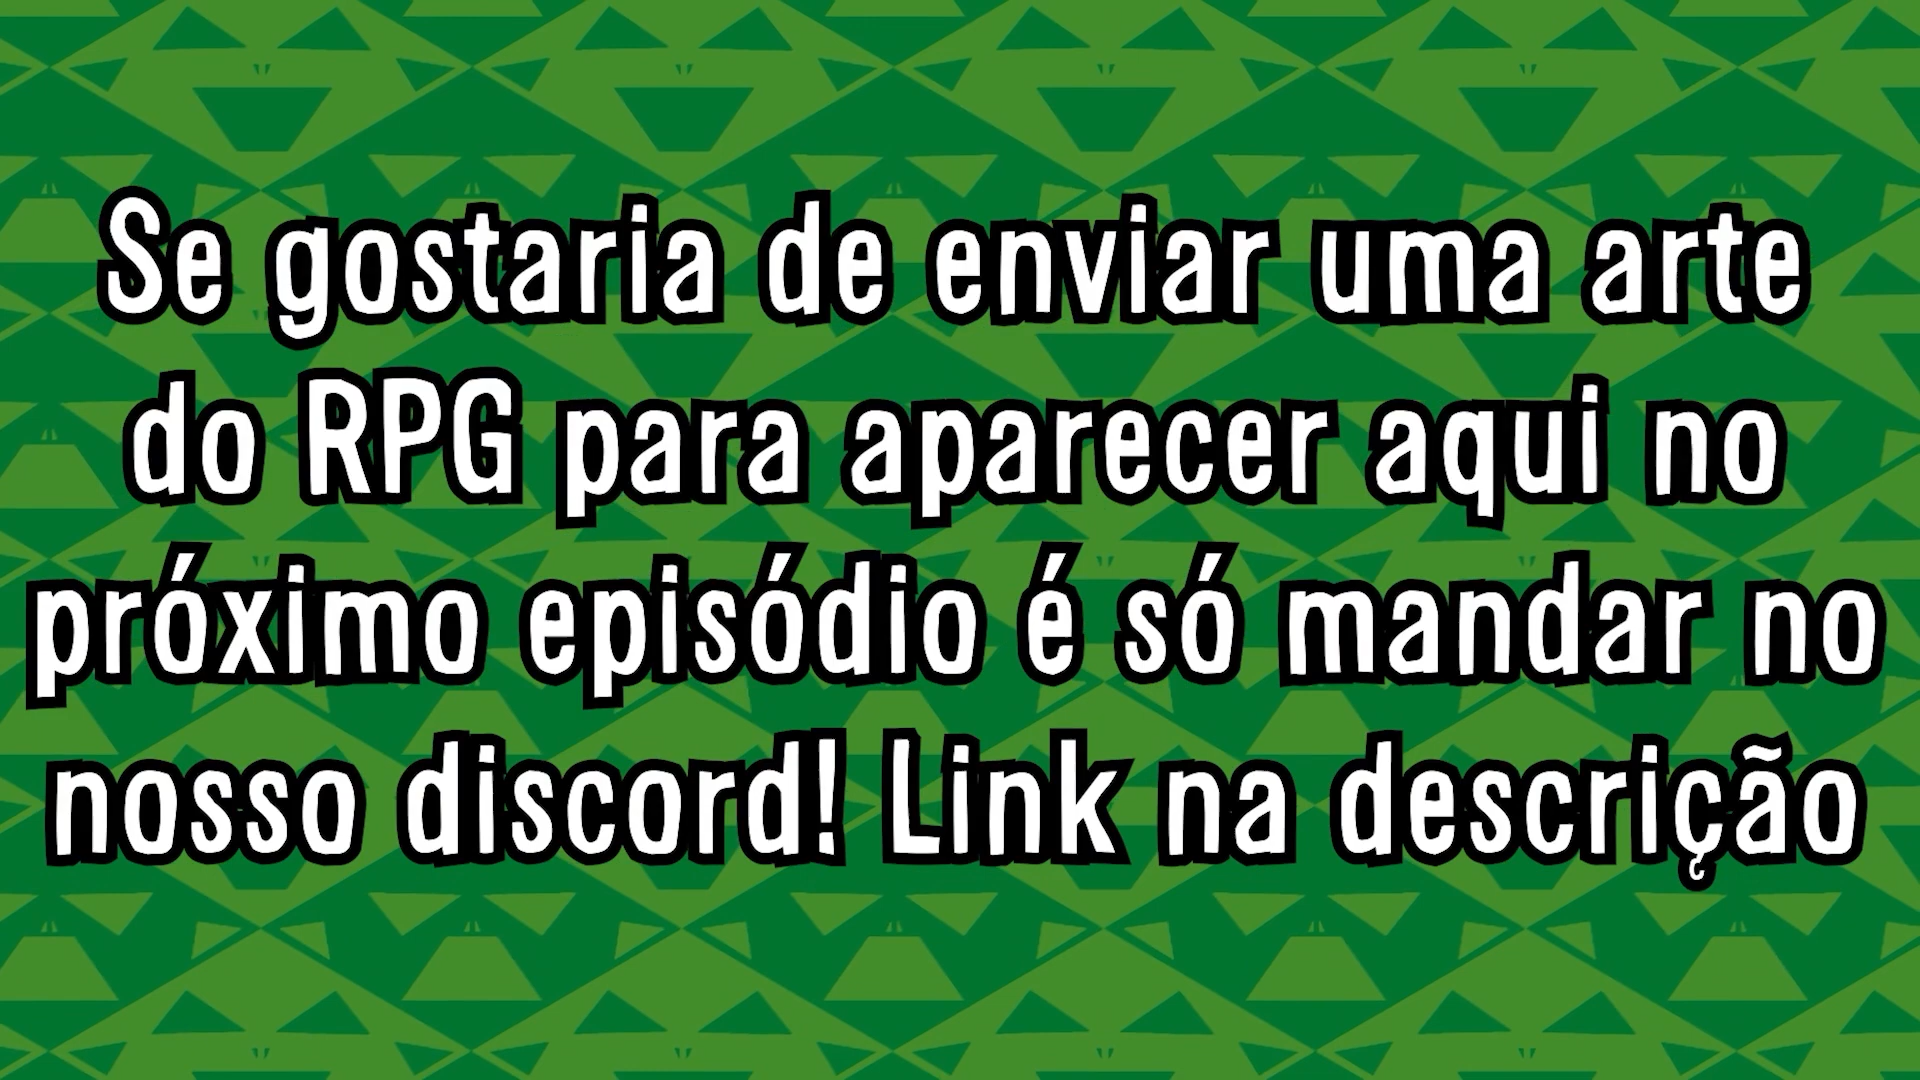 Se gostaria de enviar uma arte
do RPG para aparecer aqui no
próximo episódio é só mandar no
nosso discord! Link na descrição